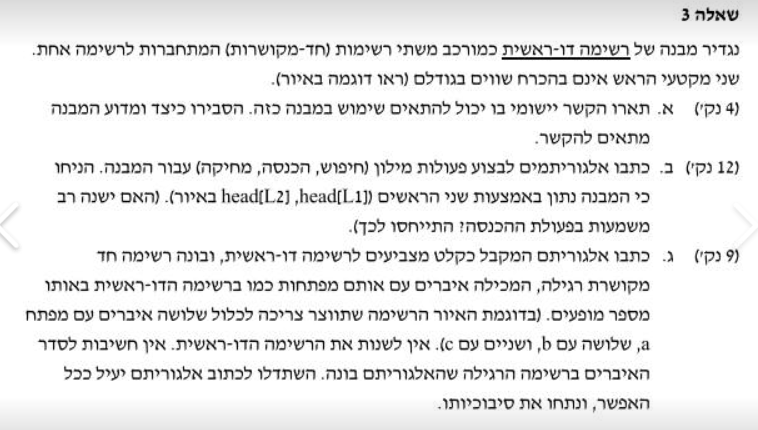 שאלה 3
נגדיר מבנה של רשימה דו-ראשית כמורכב משתי רשימות (חד-מקושרות) המתחברות לרשימה אחת.
שני מקטעי הראש אינם בהכרח שווים בגודלם (ראו דוגמה באיור).
(4 נק') א. תארו הקשר יישומי בו יכול להתאים שימוש במבנה כזה. הסבירו כיצד ומדוע המבנה
מתאים להקשר.
(12 נק') ב. כתבו אלגוריתמים לבצוע פעולות מילון (חיפוש, הכנסה, מחיקה) עבור המבנה. הניחו
כי המבנה נתון באמצעות שני הראשים (head[L1], head[L2] באיור). (האם ישנה רב
משמעות בפעולת ההכנסה? התייחסו לכך).
(9 נק') ג. כתבו אלגוריתם המקבל כקלט מצביעים לרשימה דו-ראשית, ובונה רשימה חד
מקושרת רגילה, המכילה איברים עם אותם מפתחות כמו ברשימה הדו-ראשית באותו
מספר מופעים. (בדוגמת האיור הרשימה שתווצר צריכה לכלול שלושה איברים עם מפתח
a, שלושה עם b, ושניים עם c). אין לשנות את הרשימה הדו-ראשית. אין חשיבות לסדר
האיברים ברשימה הרגילה שהאלגוריתם בונה. השתדלו לכתוב אלגוריתם יעיל ככל
האפשר, ונתחו את סיבוכיותו.